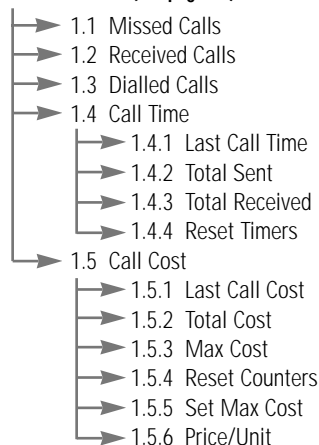 1.1 Missed Calls
1.2 Received Calls
1.3 Dialled Calls
1.4 Call Time
1.4.1 Last Call Time
1.4.2 Total Sent
1.4.3 Total Received
1.4.4 Reset Timers
1.5 Call Cost
1.5.1 Last Call Cost
1.5.2 Total Cost
1.5.3 Max Cost
1.5.4 Reset Counters
1.5.5 Set Max Cost
1.5.6 Price/Unit